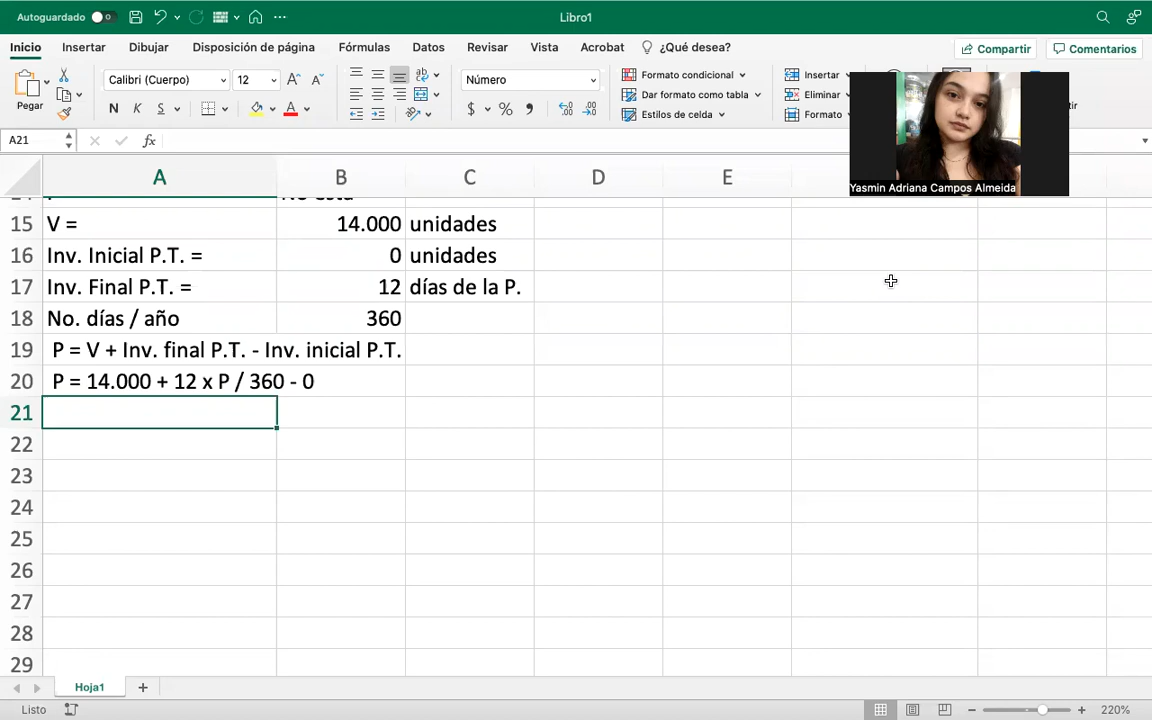 Autoguardado 0
Libro1
Inicio Insertar Dibujar Disposición de página Fórmulas Datos Revisar Vista Acrobat ¿Qué desea? Compartir Comentarios
Pegar
Calibri (Cuerpo) 12
N K S
Número
$ % 9
Formato condicional
Dar formato como tabla
Estilos de celda
Insertar
Eliminar
Formato
Yasmin Adriana Campos Almeida
A21 fx
A B C D E
15 V = 14.000 unidades
16 Inv. Inicial P.T. = 0 unidades
17 Inv. Final P.T. = 12 días de la P.
18 No. días / año 360
19 P = V + Inv. final P.T. - Inv. inicial P.T.
20 P = 14.000 + 12 x P / 360 - 0
21
22
23
24
25
26
27
28
29
Hoja1
Listo 220%